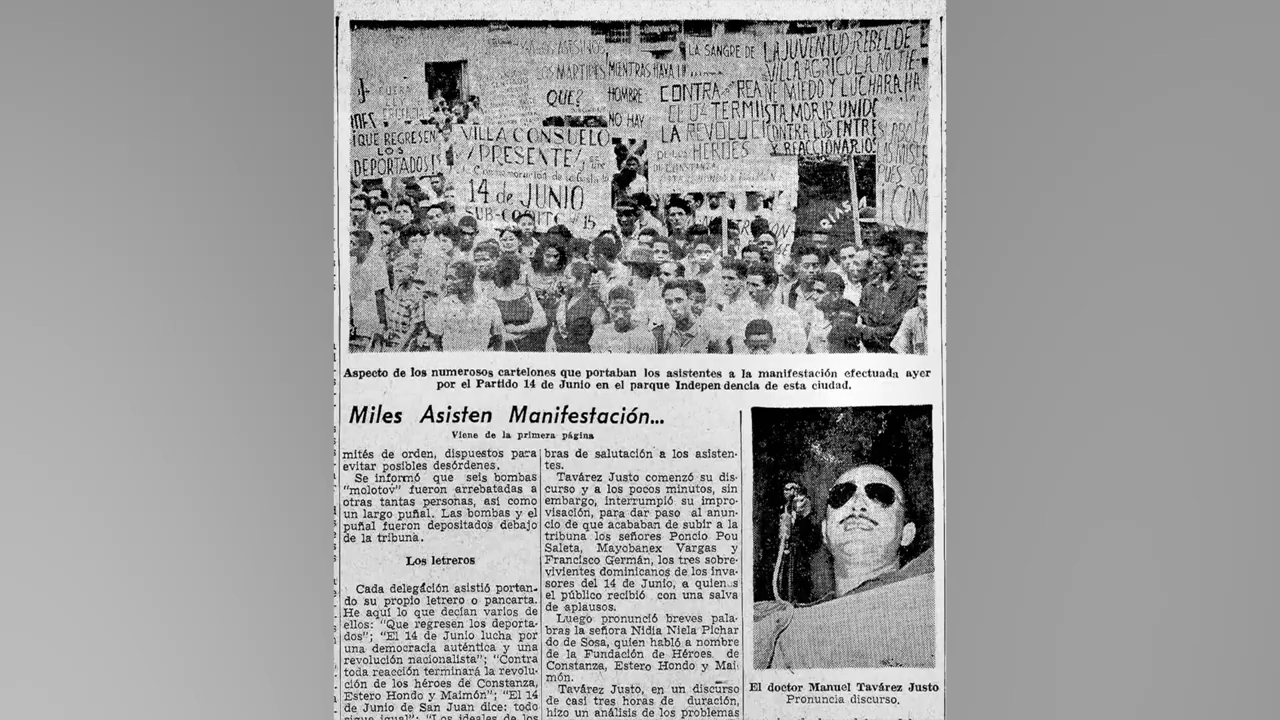 LOS MARTIRES
QUE?
MIENTRAS HAYA UN
HOMBRE
NO HAY
LA SANGRE DE
CONTRA
LA REVOLUCI
DE LOS HEROES
DE CONSTANZA
LA JUVENTUD REBELDE
VILLA AGRICOLA NO TIE-
NE MIEDO Y LUCHARA HA
STA MORIR UNIDO
CONTRA LOS ENTRE
Y REACCIONARIOS
QUE REGRESEN
LOS
DEPORTADOS
VILLA CONSUELO
¡PRESENTE!
14 de JUNIO
SUB-COMITE 15
Aspecto de los numerosos cartelones que portaban los asistentes a la manifestación efectuada ayer
por el Partido 14 de Junio en el parque Indepen dencia de esta ciudad.
Miles Asisten Manifestación...
Viene de la primera página
mités de orden, dispuestos para
evitar posibles desórdenes.
Se informó que seis bombas
"molotov" fueron arrebatadas a
otras tantas personas, así como
un largo puñal. Las bombas y el
puñal fueron depositados debajo
de la tribuna.
Los letreros
Cada delegación asistió portan-
do su propio letrero o pancarta.
He aquí lo que decían varios de
ellos: "Que regresen los deporta-
dos"; "El 14 de Junio lucha por
una democracia auténtica y una
revolución nacionalista"; "Contra
toda reacción terminará la revolu-
ción de los héroes de Constanza,
Estero Hondo y Maimón"; "El 14
de Junio de San Juan dice: todo
sigue igual"; "Los ideales de los
bras de salutación a los asisten-
tes.
Tavárez Justo comenzó su dis-
curso y a los pocos minutos, sin
embargo, interrumpió su impro-
visación, para dar paso al anun-
cio de que acababan de subir a la
tribuna los señores Poncio Pou
Saleta, Mayobanex Vargas y
Francisco Germán, los tres sobre-
vivientes dominicanos de los inva-
sores del 14 de Junio, a quienes
el público recibió con una salva
de aplausos.
Luego pronunció breves pala-
bras la señora Nidia Niela Pichar
do de Sosa, quien habló a nombre
de la Fundación de Héroes de
Constanza, Estero Hondo y Mai
món.
Tavárez Justo, en un discurso
de casi tres horas de duración,
hizo un análisis de los problemas
El doctor Manuel Tavárez Justo
Pronuncia discurso.